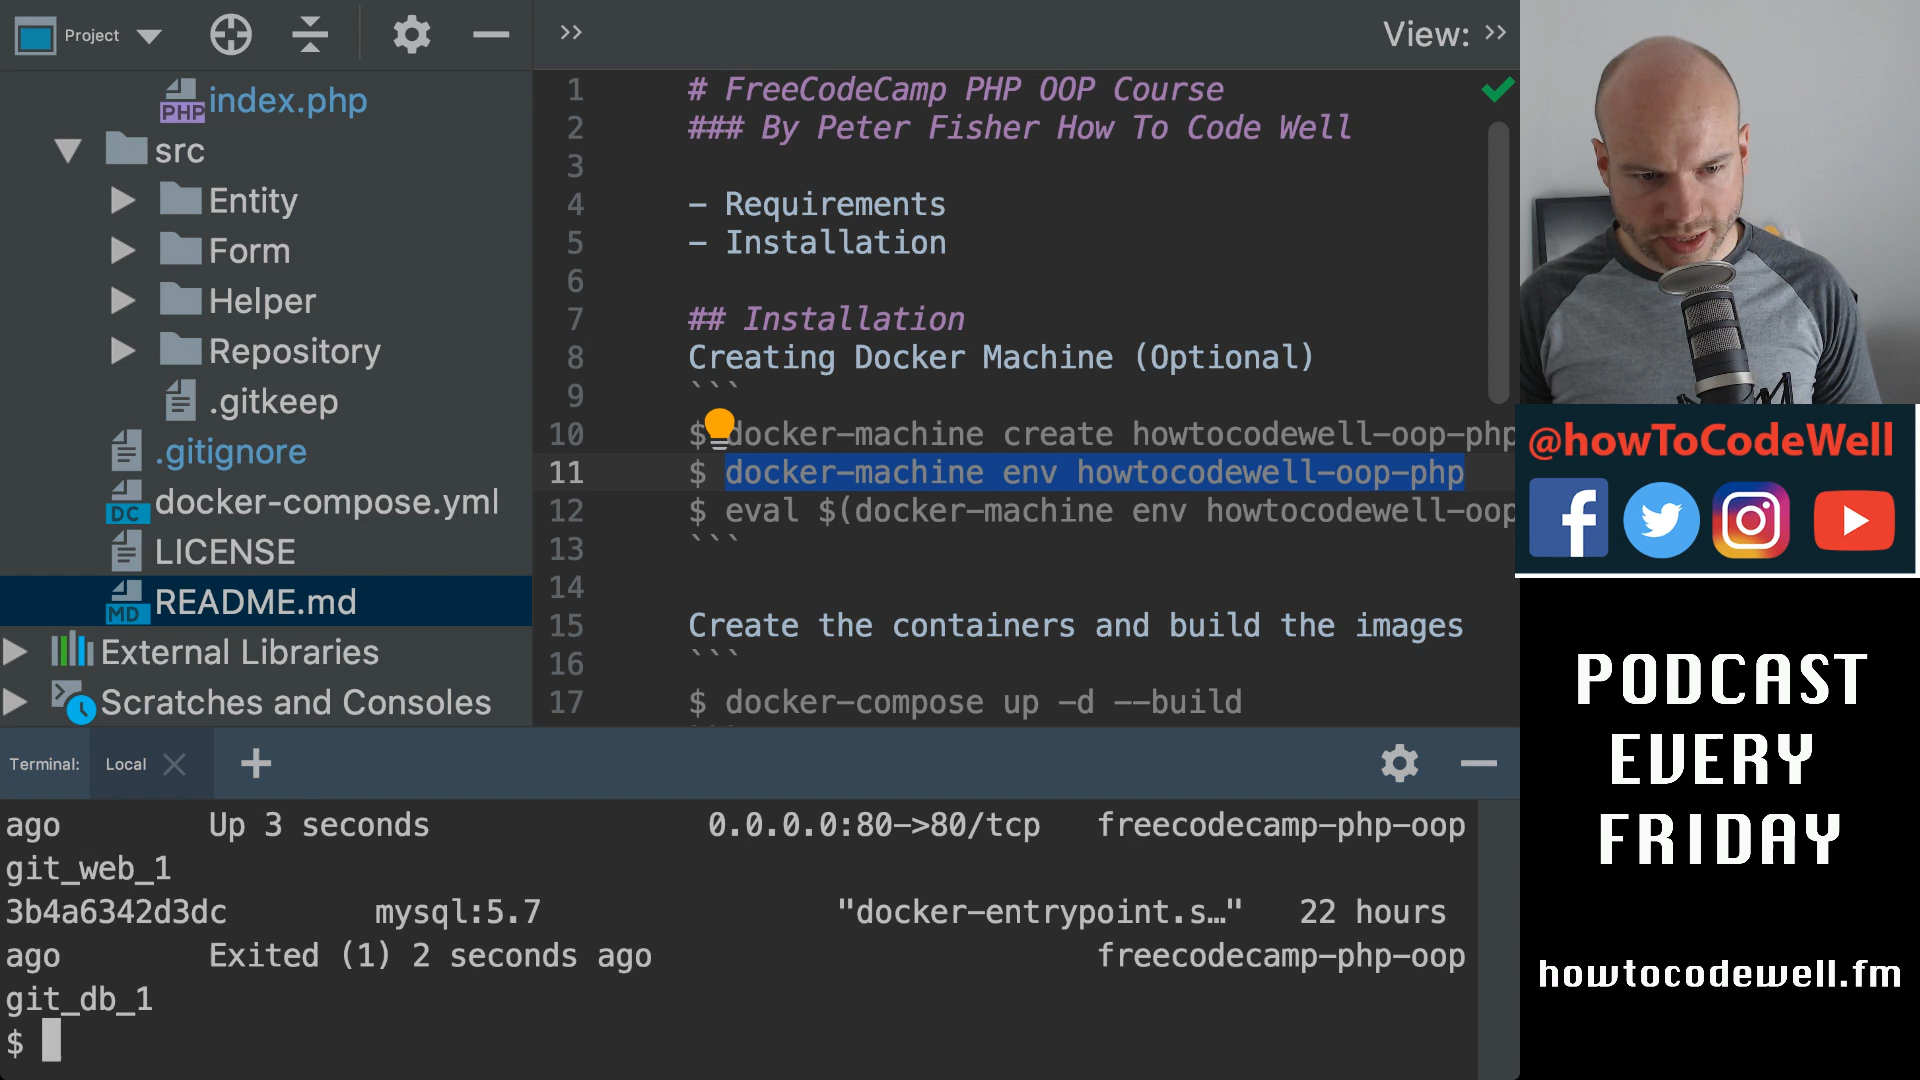 Project
View:
index.php
PHP
src
Entity
Form
Helper
Repository
.gitkeep
.gitignore
docker-compose.yml
DC
LICENSE
README.md
MD
External Libraries
Scratches and Consoles
1 # FreeCodeCamp PHP OOP Course
2 ### By Peter Fisher How To Code Well
3
4 - Requirements
5 - Installation
6
7 ## Installation
8 Creating Docker Machine (Optional)
9 ```
10 $ docker-machine create howtocodewell-oop-php
11 $ docker-machine env howtocodewell-oop-php
12 $ eval $(docker-machine env howtocodewell-oop
13 ```
14
15 Create the containers and build the images
16 ```
17 $ docker-compose up -d --build
Terminal: Local
ago Up 3 seconds 0.0.0.0:80->80/tcp freecodecamp-php-oop
git_web_1
3b4a6342d3dc mysql:5.7 "docker-entrypoint.s…" 22 hours
ago Exited (1) 2 seconds ago freecodecamp-php-oop
git_db_1
$
@howToCodeWell
PODCAST
EVERY
FRIDAY
howtocodewell.fm